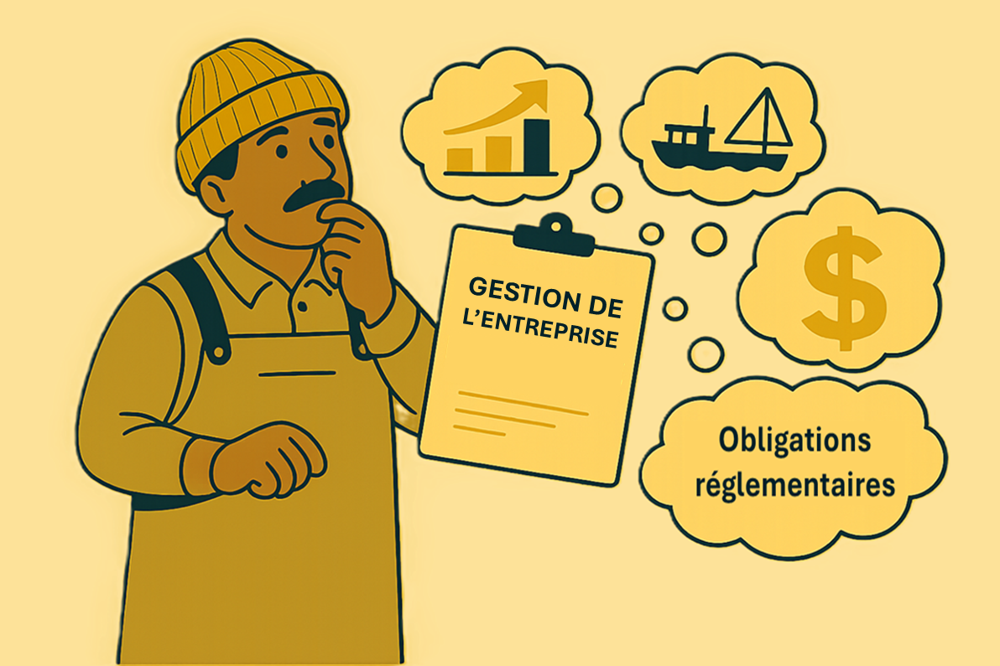 GESTION DE
L'ENTREPRISE
$
Obligations
réglementaires